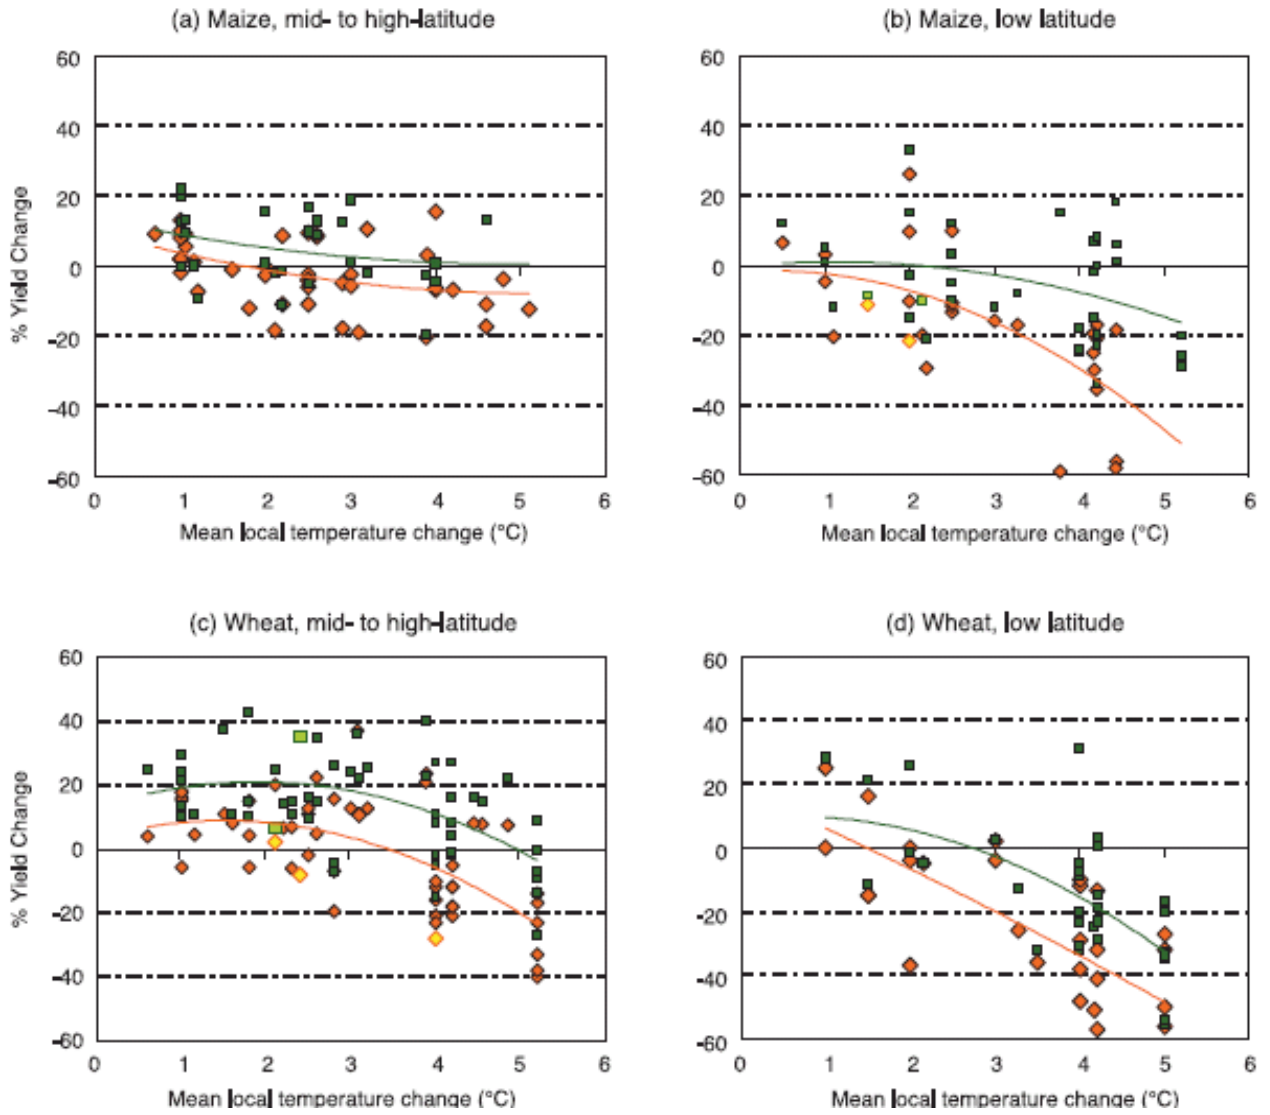 (a) Maize, mid- to high-latitude
60
40
20
0
-20
-40
-60
% Yield Change
0 1 2 3 4 5 6
Mean local temperature change (°C)
(b) Maize, low latitude
60
40
20
0
-20
-40
-60
0 1 2 3 4 5 6
Mean local temperature change (°C)
(c) Wheat, mid- to high-latitude
60
40
20
0
-20
-40
-60
% Yield Change
0 1 2 3 4 5 6
Mean local temperature change (°C)
(d) Wheat, low latitude
60
40
20
0
-20
-40
-60
0 1 2 3 4 5 6
Mean local temperature change (°C)